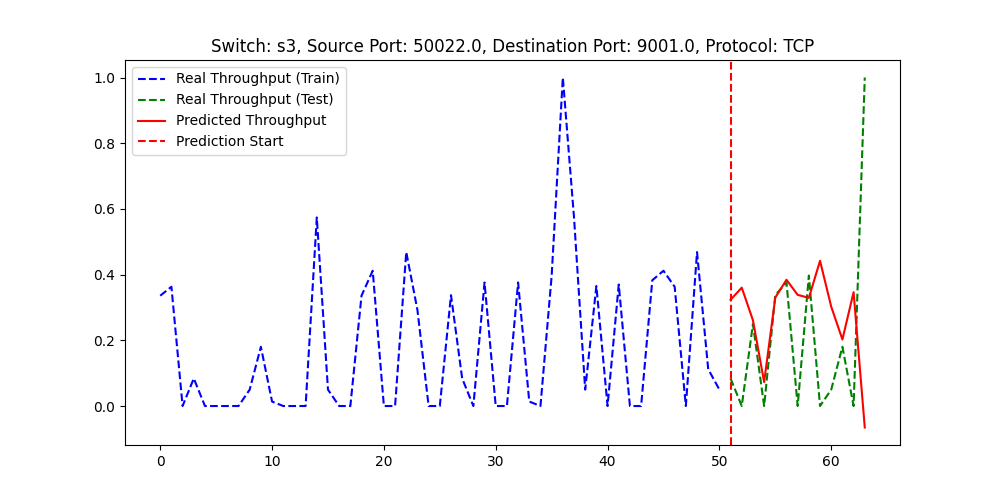 Switch: s3, Source Port: 50022.0, Destination Port: 9001.0, Protocol: TCP
Real Throughput (Train)
Real Throughput (Test)
Predicted Throughput
Prediction Start
1.0
0.8
0.6
0.4
0.2
0.0
0 10 20 30 40 50 60